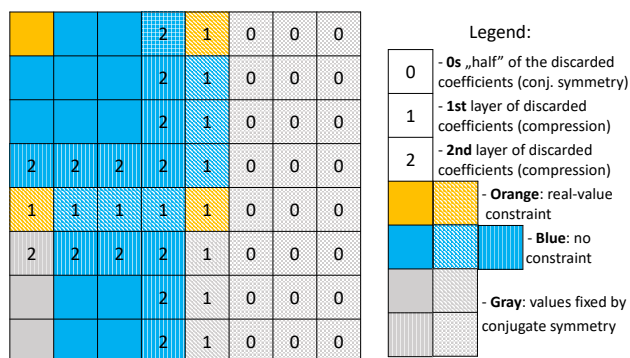 2 1 0 0 0
2 1 0 0 0
2 1 0 0 0
2 2 2 2 1 0 0 0
1 1 1 1 1 0 0 0
2 2 2 2 1 0 0 0
2 1 0 0 0
2 1 0 0 0
Legend:
0 - 0s „half” of the discarded
coefficients (conj. symmetry)
1 - 1st layer of discarded
coefficients (compression)
2 - 2nd layer of discarded
coefficients (compression)
- Orange: real-value
constraint
- Blue: no
constraint
- Gray: values fixed by
conjugate symmetry